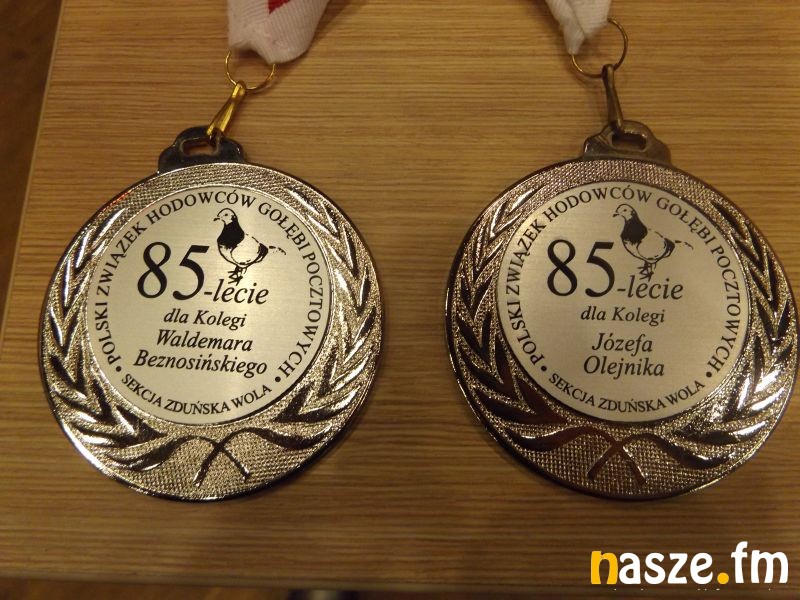 POLSKI ZWIĄZEK HODOWCÓW GOŁĘBI POCZTOWYCH
85-lecie
dla Kolegi
Waldemara
Beznosińskiego
• SEKCJA ZDUŃSKA WOLA •
POLSKI ZWIĄZEK HODOWCÓW GOŁĘBI POCZTOWYCH
85-lecie
dla Kolegi
Józefa
Olejnika
• SEKCJA ZDUŃSKA WOLA •
nasze.fm